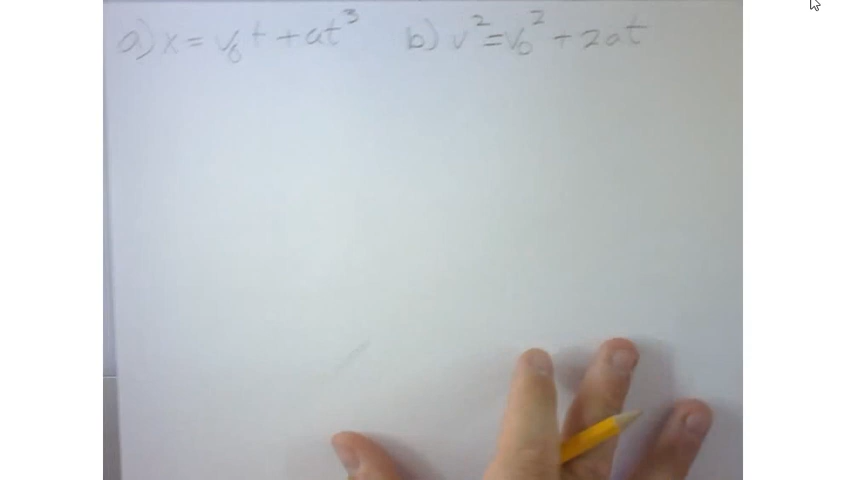 a) x = v₀t + at³ b) v² = v₀² + 2at